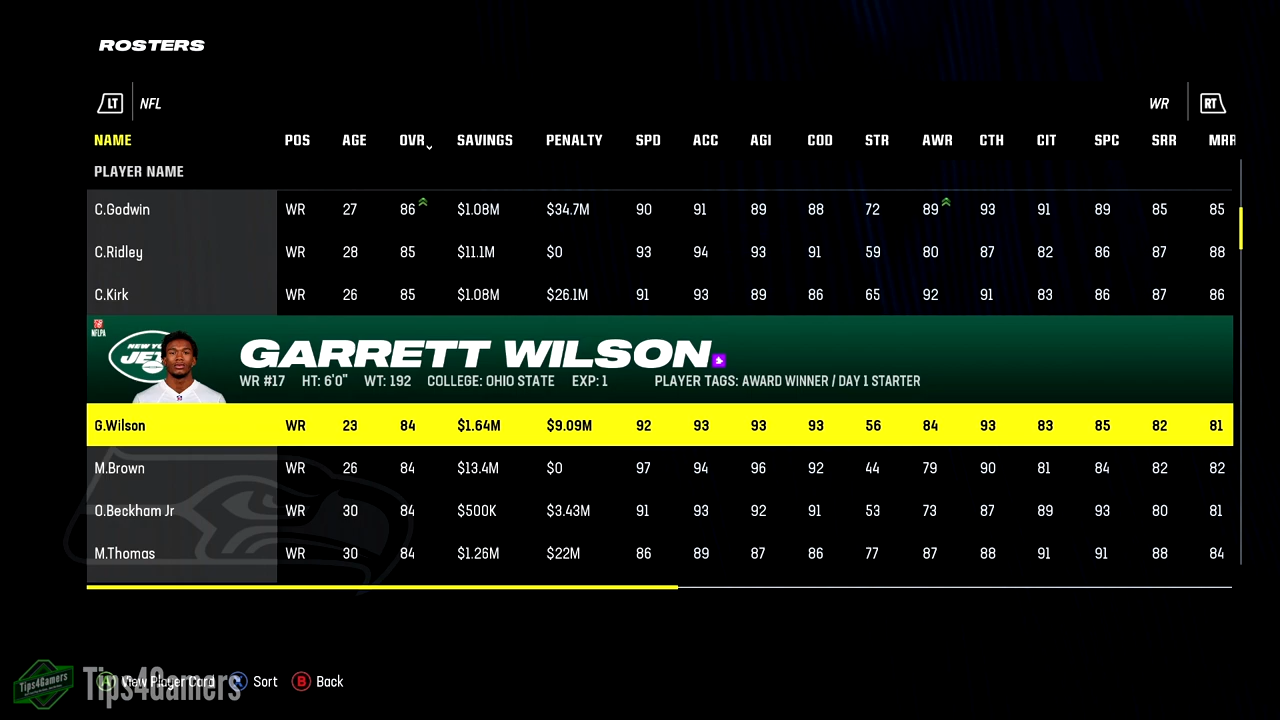 ROSTERS
LT NFL WR RT
NAME POS AGE OVR SAVINGS PENALTY SPD ACC AGI COD STR AWR CTH CIT SPC SRR MRR
PLAYER NAME
C.Godwin WR 27 86 $1.08M $34.7M 90 91 89 88 72 89 93 91 89 85 85
C.Ridley WR 28 85 $11.1M $0 93 94 93 91 59 80 87 82 86 87 88
C.Kirk WR 26 85 $1.08M $26.1M 91 93 89 86 65 92 91 83 86 87 86
NFLPA
NEW YORK JETS
GARRETT WILSON
WR #17 HT: 6'0" WT: 192 COLLEGE: OHIO STATE EXP: 1 PLAYER TAGS: AWARD WINNER / DAY 1 STARTER
G.Wilson WR 23 84 $1.64M $9.09M 92 93 93 93 56 84 93 83 85 82 81
M.Brown WR 26 84 $13.4M $0 97 94 96 92 44 79 90 81 84 82 82
O.Beckham Jr WR 30 84 $500K $3.43M 91 93 92 91 53 73 87 89 93 80 81
M.Thomas WR 30 84 $1.26M $22M 86 89 87 86 77 87 88 91 91 88 84
Tips4Gamers Tips4Gamers
A View Player Card X Sort B Back